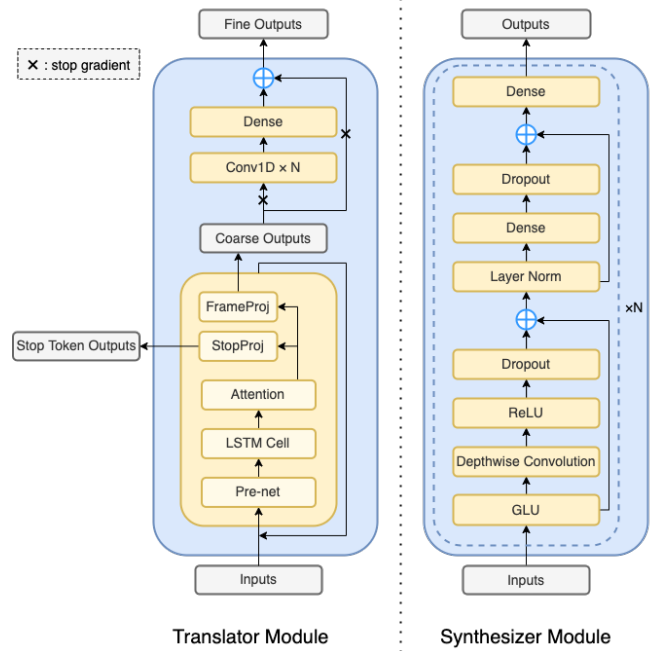 × : stop gradient
Fine Outputs
Dense
×
Conv1D × N
×
Coarse Outputs
FrameProj
StopProj
Stop Token Outputs
Attention
LSTM Cell
Pre-net
Inputs
Translator Module
Outputs
Dense
Dropout
Dense
Layer Norm
×N
Dropout
ReLU
Depthwise Convolution
GLU
Inputs
Synthesizer Module